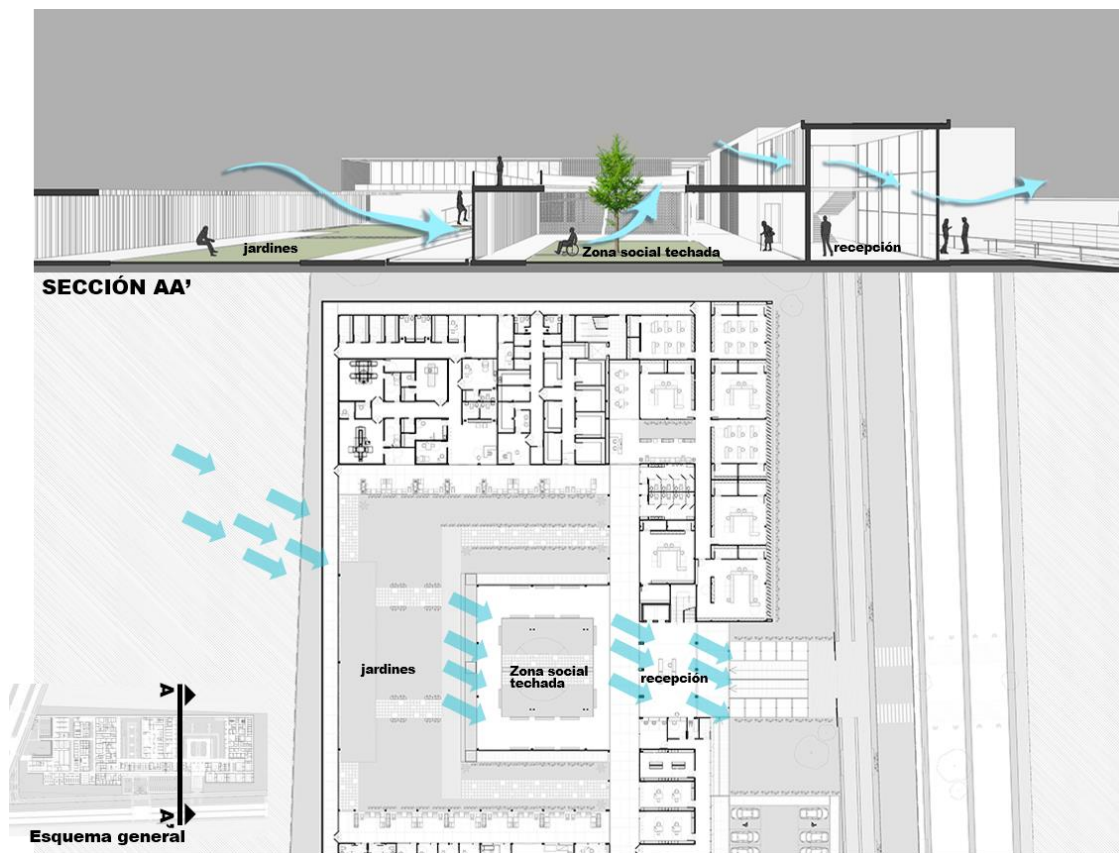 jardines
Zona social techada
recepción
SECCIÓN AA'
jardines
Zona social
techada
recepción
A
A'
Esquema general